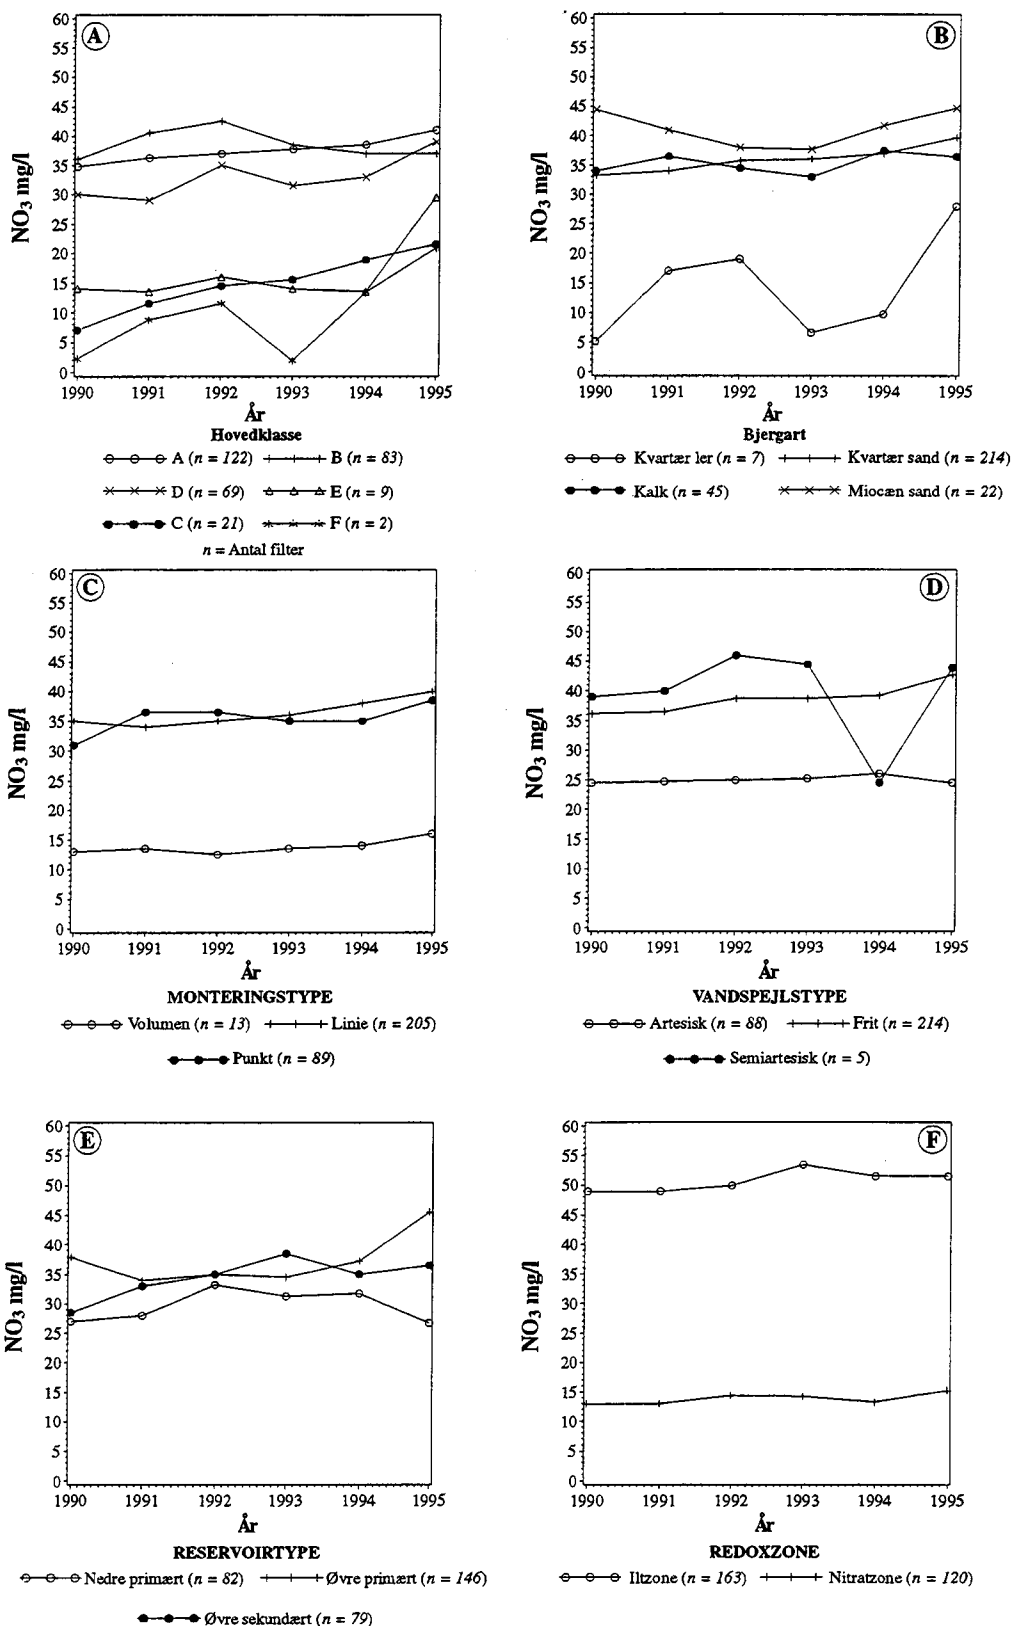 A
60
55
50
45
40
35
30
25
20
15
10
5
0
NO3 mg/l
1990 1991 1992 1993 1994 1995
År
Hovedklasse
A (n = 122) B (n = 83)
D (n = 69) E (n = 9)
C (n = 21) F (n = 2)
n = Antal filter
B
60
55
50
45
40
35
30
25
20
15
10
5
0
NO3 mg/l
1990 1991 1992 1993 1994 1995
År
Bjergart
Kvartær ler (n = 7) Kvartær sand (n = 214)
Kalk (n = 45) Miocæn sand (n = 22)
C
60
55
50
45
40
35
30
25
20
15
10
5
0
NO3 mg/l
1990 1991 1992 1993 1994 1995
År
MONTERINGSTYPE
Volumen (n = 13) Linie (n = 205)
Punkt (n = 89)
D
60
55
50
45
40
35
30
25
20
15
10
5
0
NO3 mg/l
1990 1991 1992 1993 1994 1995
År
VANDSPEJLSTYPE
Artesisk (n = 88) Frit (n = 214)
Semiartesisk (n = 5)
E
60
55
50
45
40
35
30
25
20
15
10
5
0
NO3 mg/l
1990 1991 1992 1993 1994 1995
År
RESERVOIRTYPE
Nedre primært (n = 82) Øvre primært (n = 146)
Øvre sekundært (n = 79)
F
60
55
50
45
40
35
30
25
20
15
10
5
0
NO3 mg/l
1990 1991 1992 1993 1994 1995
År
REDOXZONE
Iltzone (n = 163) Nitratzone (n = 120)